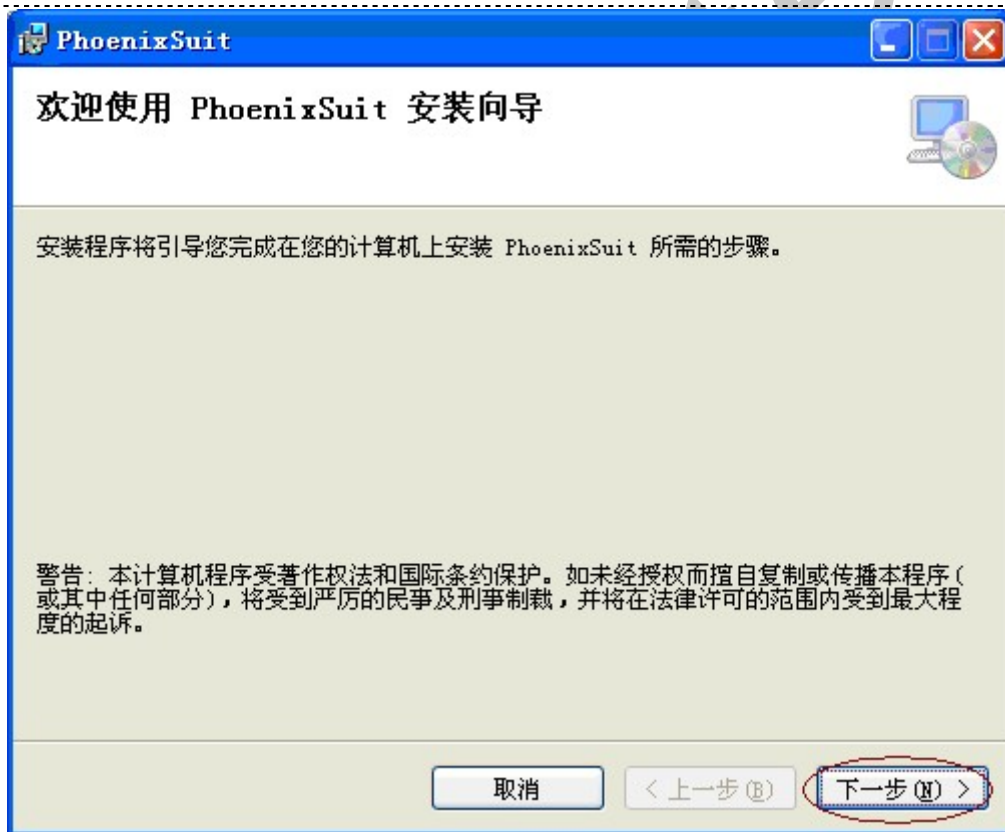 PhoenixSuit
欢迎使用 PhoenixSuit 安装向导
安装程序将引导您完成在您的计算机上安装 PhoenixSuit 所需的步骤。
警告: 本计算机程序受著作权法和国际条约保护。如未经授权而擅自复制或传播本程序(
或其中任何部分)，将受到严厉的民事及刑事制裁，并将在法律许可的范围内受到最大程
度的起诉。
取消
< 上一步(B)
下一步(N) >